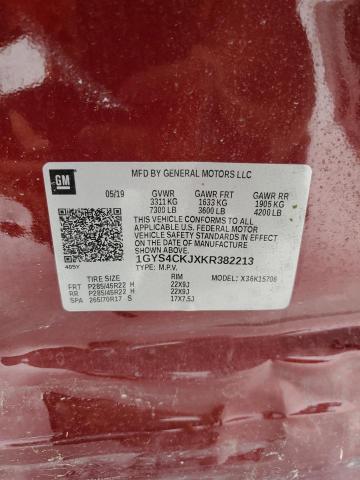 GM
MFD BY GENERAL MOTORS LLC
05/19 GVWR GAWR FRT GAWR RR
3311 KG 1633 KG 1905 KG
7300 LB 3600 LB 4200 LB
THIS VEHICLE CONFORMS TO ALL APPLICABLE
U.S. FEDERAL MOTOR
VEHICLE SAFETY STANDARDS
IN EFFECT ON THE DATE OF MANUFACTURE
SHOWN ABOVE.
1GYS4CKJXKR382213
TYPE: M.P.V.
MODEL: X36K15706
TIRE SIZE RIM
FRT P285/45R22 H 22X9J
RR P285/45R22 H 22X9J
SPA 265/70R17 S 17X7.5J